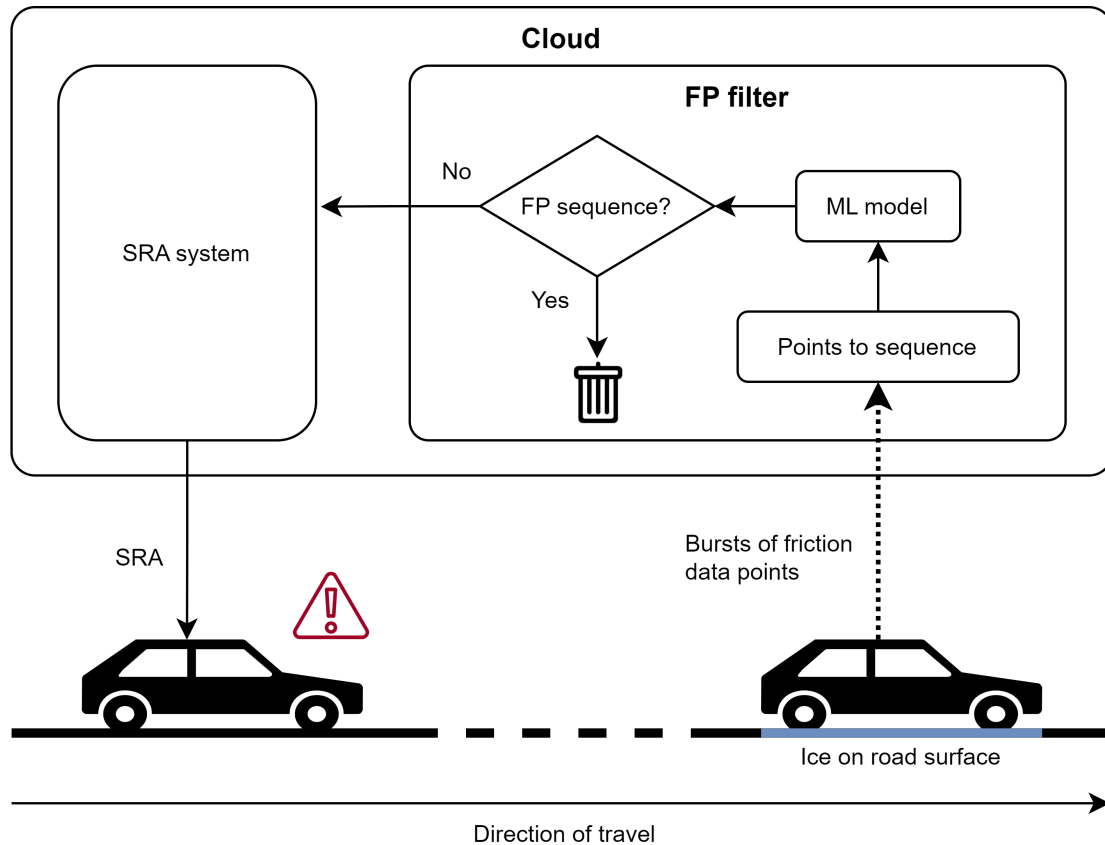 Cloud
FP filter
No
FP sequence?
ML model
SRA system
Yes
Points to sequence
SRA
Bursts of friction
data points
Ice on road surface
Direction of travel